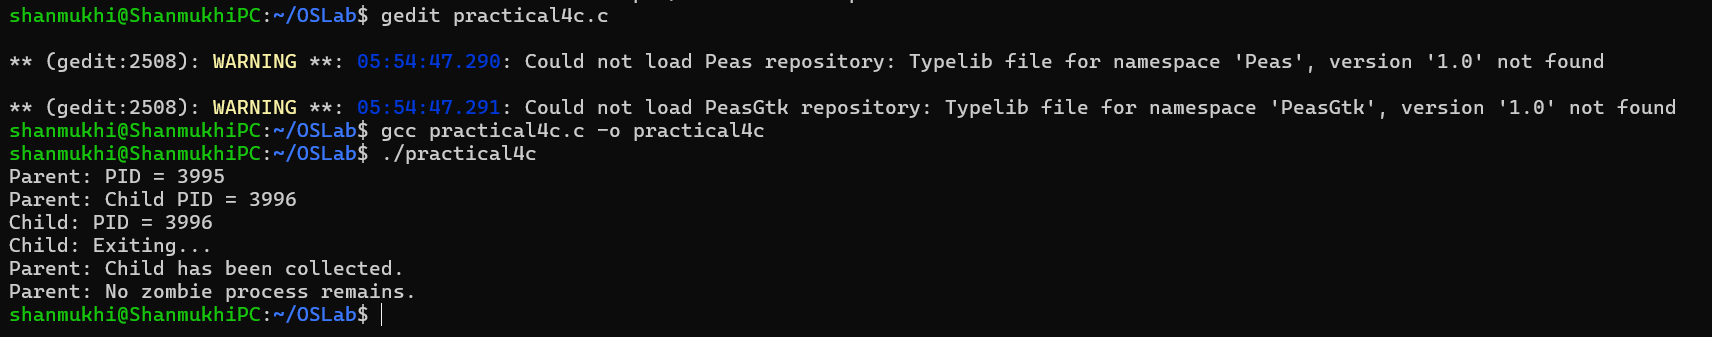 shanmukhi@ShanmukhiPC:~/OSLab$ gedit practical4c.c
** (gedit:2508): WARNING **: 05:54:47.290: Could not load Peas repository: Typelib file for namespace 'Peas', version '1.0' not found
** (gedit:2508): WARNING **: 05:54:47.291: Could not load PeasGtk repository: Typelib file for namespace 'PeasGtk', version '1.0' not found
shanmukhi@ShanmukhiPC:~/OSLab$ gcc practical4c.c -o practical4c
shanmukhi@ShanmukhiPC:~/OSLab$ ./practical4c
Parent: PID = 3995
Parent: Child PID = 3996
Child: PID = 3996
Child: Exiting...
Parent: Child has been collected.
Parent: No zombie process remains.
shanmukhi@ShanmukhiPC:~/OSLab$